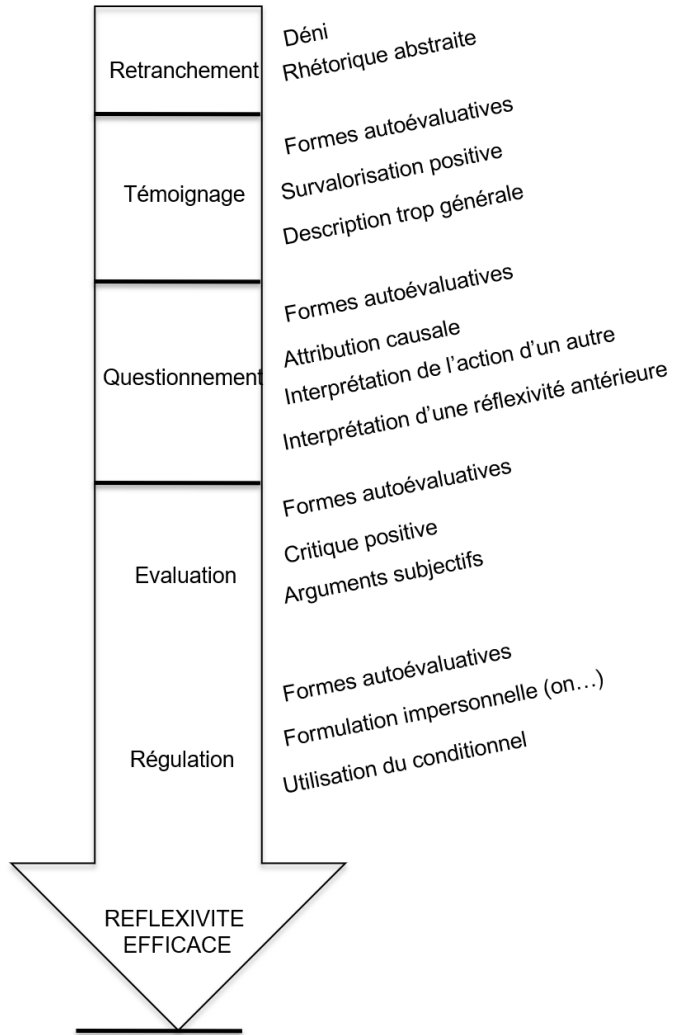 Retranchement
Déni
Rhétorique abstraite
Témoignage
Formes autoévaluatives
Survalorisation positive
Description trop générale
Questionnement
Formes autoévaluatives
Attribution causale
Interprétation de l’action d’un autre
Interprétation d’une réflexivité antérieure
Evaluation
Formes autoévaluatives
Critique positive
Arguments subjectifs
Régulation
Formes autoévaluatives
Formulation impersonnelle (on…)
Utilisation du conditionnel
REFLEXIVITE
EFFICACE